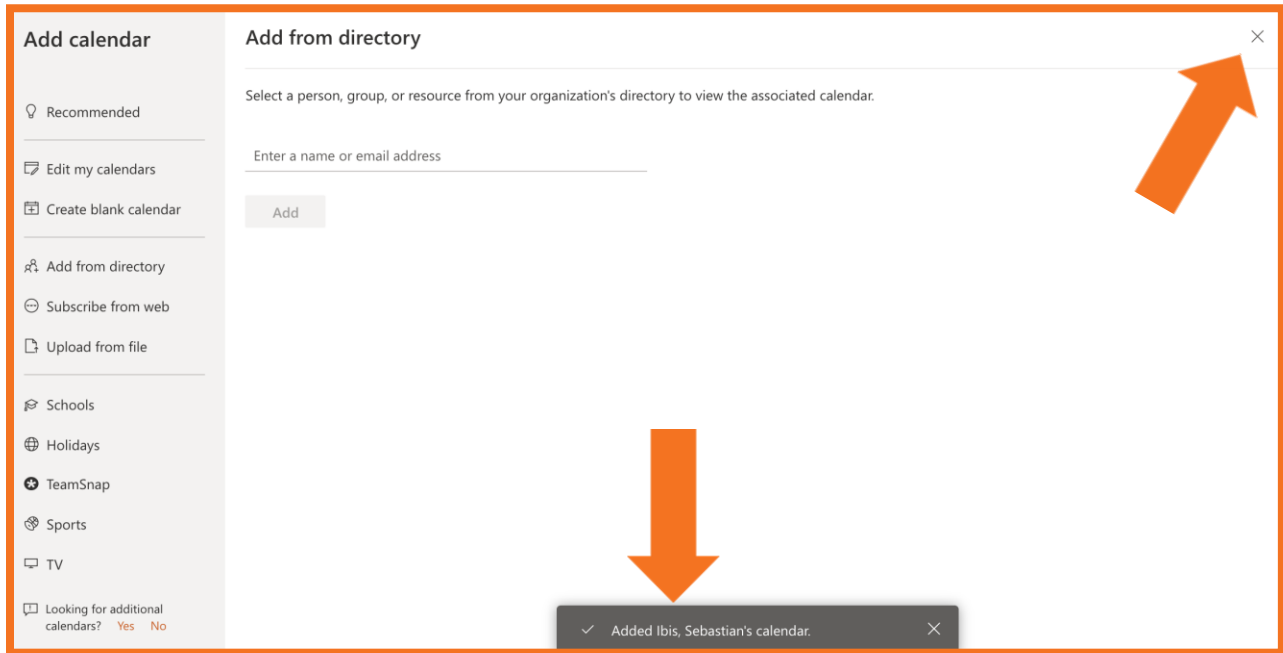 Add calendar
Recommended
Edit my calendars
Create blank calendar
Add from directory
Subscribe from web
Upload from file
Schools
Holidays
TeamSnap
Sports
TV
Looking for additional
calendars? Yes No
Add from directory
Select a person, group, or resource from your organization's directory to view the associated calendar.
Enter a name or email address
Add
Added Ibis, Sebastian's calendar.